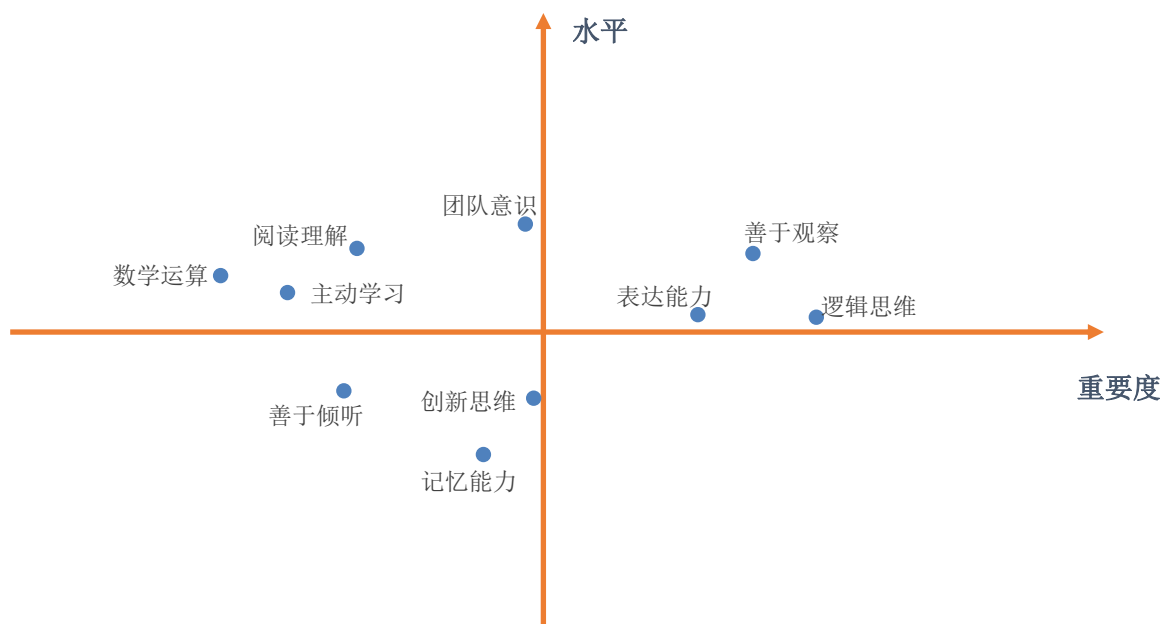 水平
团队意识
阅读理解
善于观察
数学运算
主动学习
表达能力
逻辑思维
重要度
善于倾听
创新思维
记忆能力